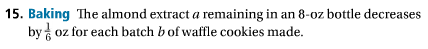 15. Baking The almond extract a remaining in an 8-oz bottle decreases
by 1/6 oz for each batch b of waffle cookies made.